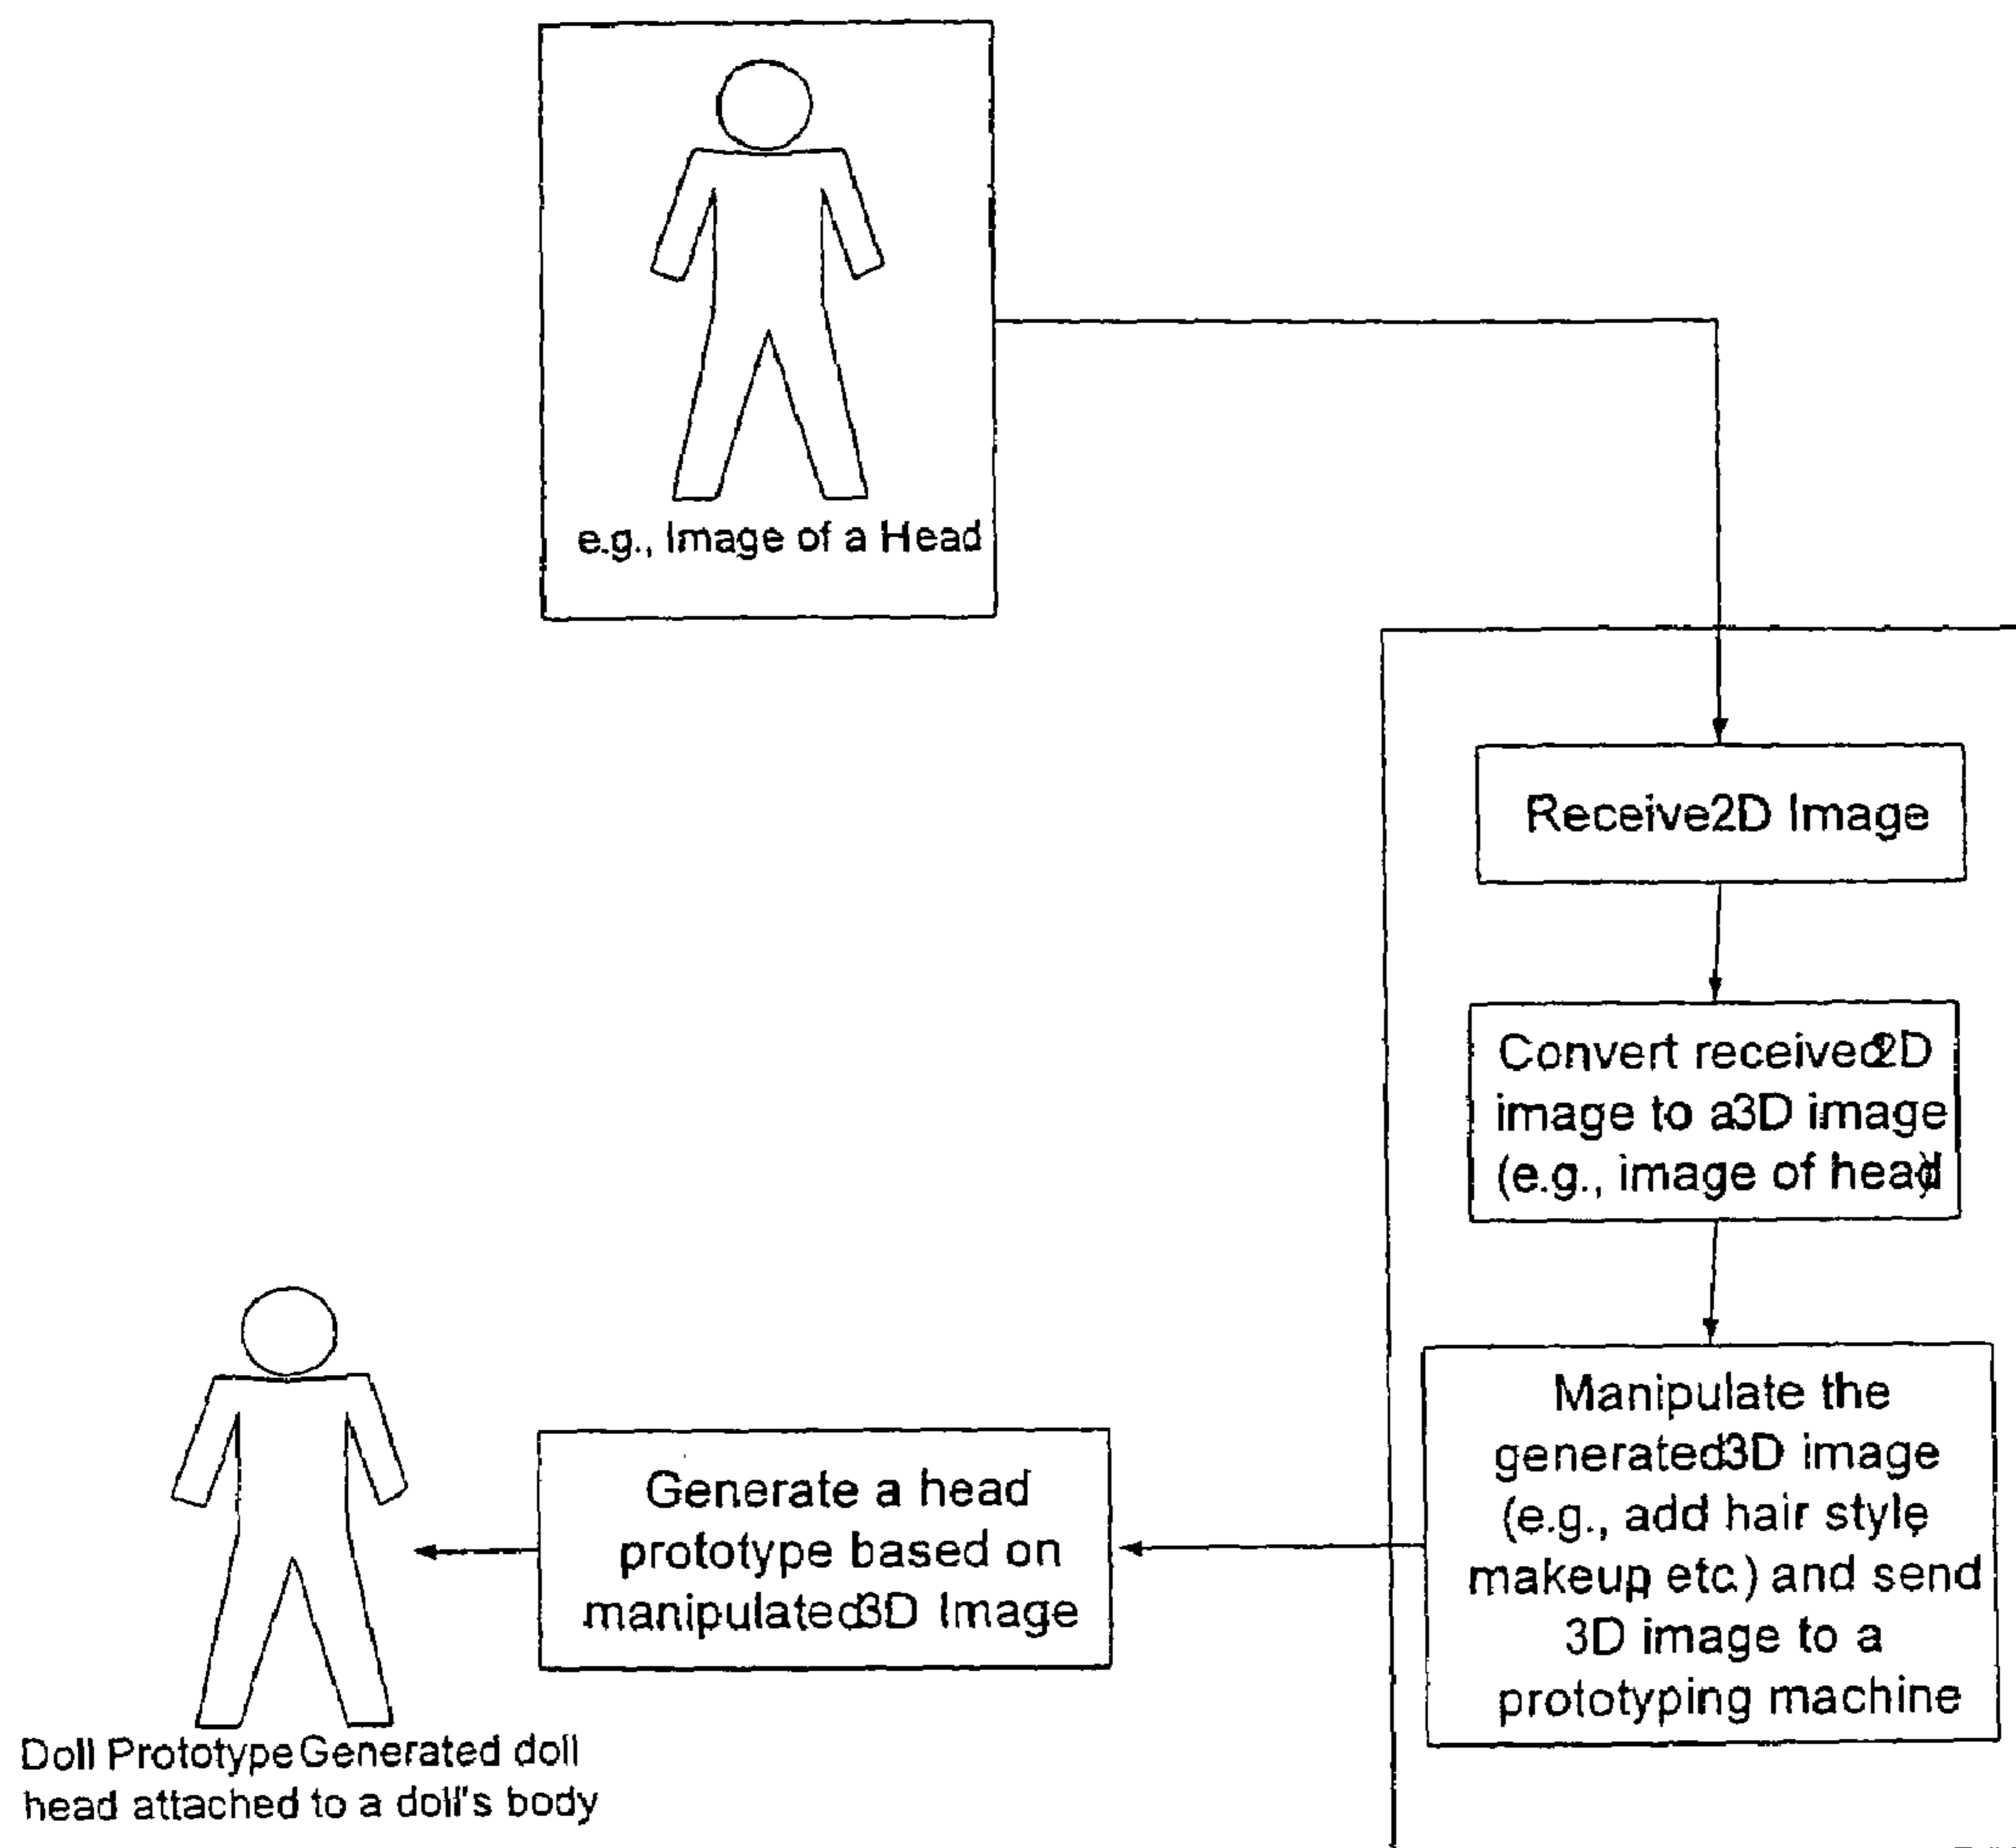 e.g., Image of a Head
Receive2D Image
Convert received2D
image to a3D image
(e.g., image of head)
Manipulate the
generated3D image
(e.g., add hair style,
makeup, etc.) and send
3D image to a
prototyping machine
Generate a head
prototype based on
manipulated3D Image
Doll Prototype Generated doll
head attached to a doll's body